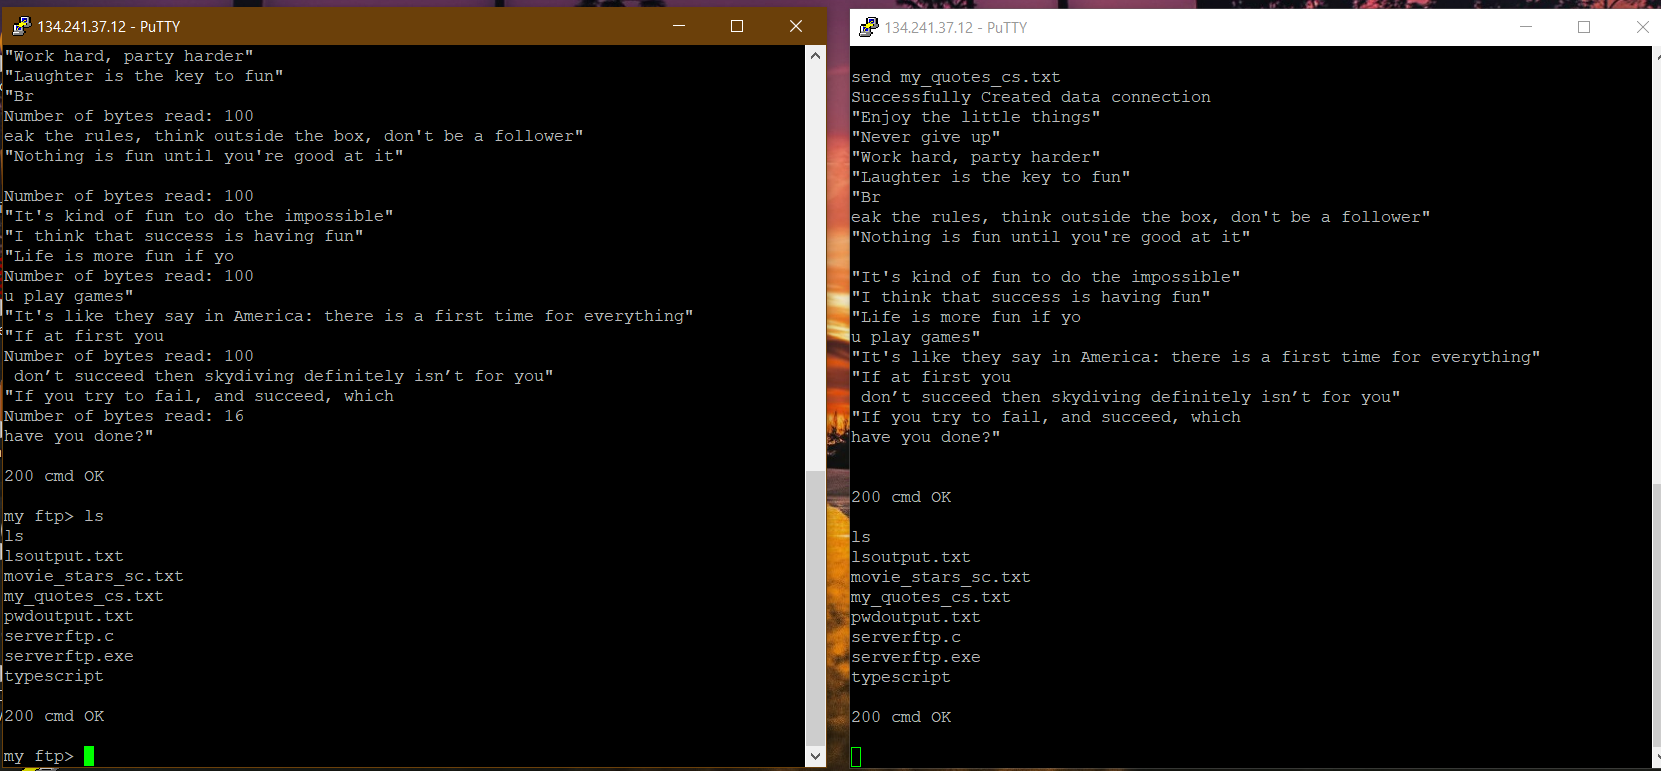 134.241.37.12 - PuTTY
"Work hard, party harder"
"Laughter is the key to fun"
"Br
Number of bytes read: 100
eak the rules, think outside the box, don't be a follower"
"Nothing is fun until you're good at it"
Number of bytes read: 100
"It's kind of fun to do the impossible"
"I think that success is having fun"
"Life is more fun if yo
Number of bytes read: 100
u play games"
"It's like they say in America: there is a first time for everything"
"If at first you
Number of bytes read: 100
don’t succeed then skydiving definitely isn’t for you"
"If you try to fail, and succeed, which
Number of bytes read: 16
have you done?"
200 cmd OK
my ftp> ls
ls
lsoutput.txt
movie_stars_sc.txt
my_quotes_cs.txt
pwdoutput.txt
serverftp.c
serverftp.exe
typescript
200 cmd OK
my ftp>
134.241.37.12 - PuTTY
send my_quotes_cs.txt
Successfully Created data connection
"Enjoy the little things"
"Never give up"
"Work hard, party harder"
"Laughter is the key to fun"
"Br
eak the rules, think outside the box, don't be a follower"
"Nothing is fun until you're good at it"
"It's kind of fun to do the impossible"
"I think that success is having fun"
"Life is more fun if yo
u play games"
"It's like they say in America: there is a first time for everything"
"If at first you
don’t succeed then skydiving definitely isn’t for you"
"If you try to fail, and succeed, which
have you done?"
200 cmd OK
ls
lsoutput.txt
movie_stars_sc.txt
my_quotes_cs.txt
pwdoutput.txt
serverftp.c
serverftp.exe
typescript
200 cmd OK